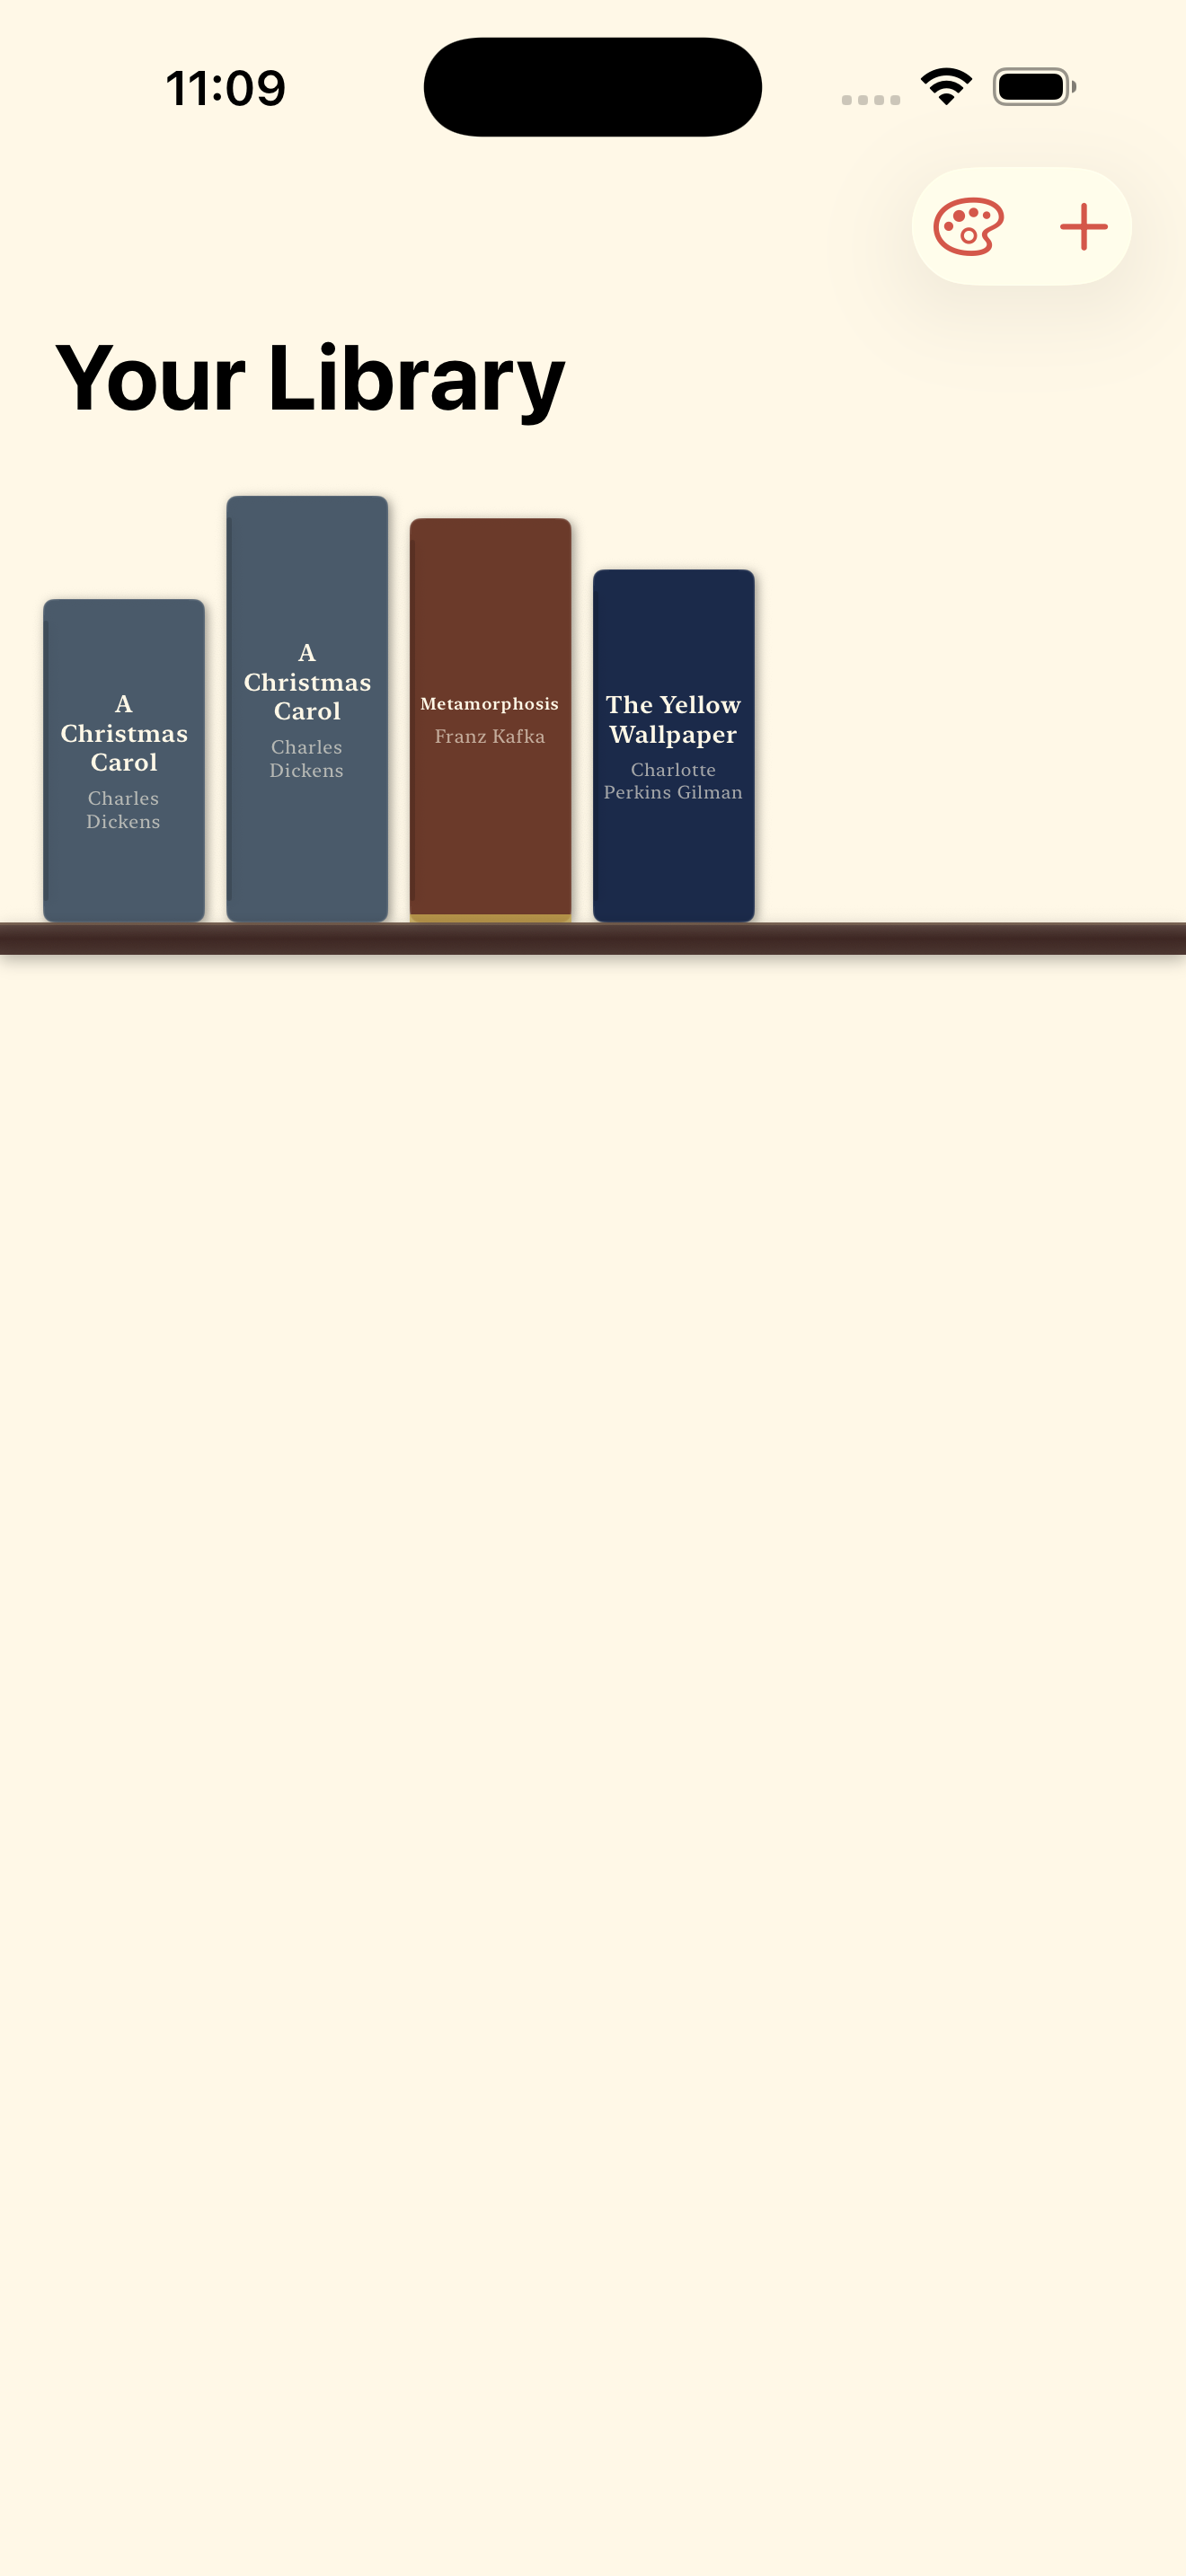 11:09
Your Library
A
Christmas
Carol
Charles
Dickens
A
Christmas
Carol
Charles
Dickens
Metamorphosis
Franz Kafka
The Yellow
Wallpaper
Charlotte
Perkins Gilman